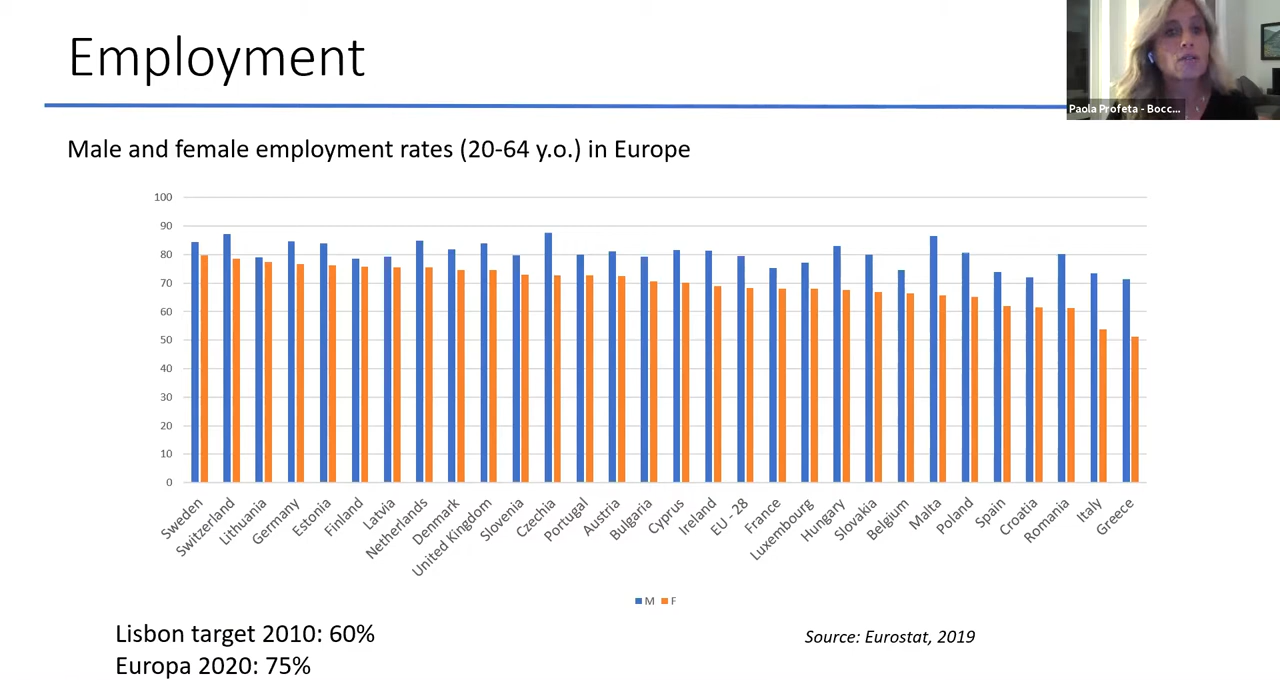 Employment
Paola Profeta - Bocc...
Male and female employment rates (20-64 y.o.) in Europe
100
90
80
70
60
50
40
30
20
10
0
Sweden
Switzerland
Lithuania
Germany
Estonia
Finland
Latvia
Netherlands
Denmark
United Kingdom
Slovenia
Czechia
Portugal
Austria
Bulgaria
Cyprus
Ireland
EU - 28
France
Luxembourg
Hungary
Slovakia
Belgium
Malta
Poland
Spain
Croatia
Romania
Italy
Greece
M F
Lisbon target 2010: 60%
Source: Eurostat, 2019
Europa 2020: 75%